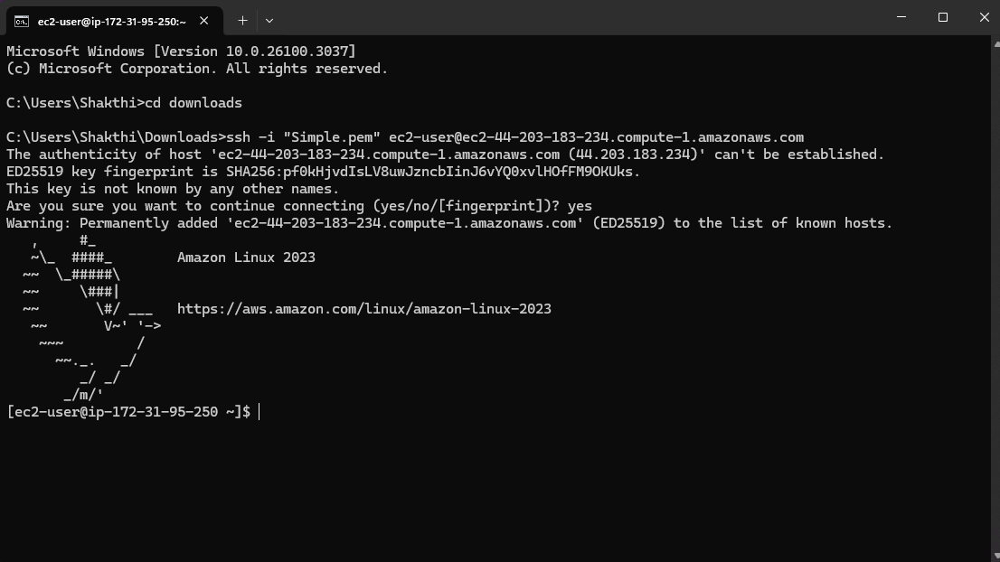 ec2-user@ip-172-31-95-250:~
Microsoft Windows [Version 10.0.26100.3037]
(c) Microsoft Corporation. All rights reserved.
C:\Users\Shakthi>cd downloads
C:\Users\Shakthi\Downloads>ssh -i "Simple.pem" ec2-user@ec2-44-203-183-234.compute-1.amazonaws.com
The authenticity of host 'ec2-44-203-183-234.compute-1.amazonaws.com (44.203.183.234)' can't be established.
ED25519 key fingerprint is SHA256:pf0kHjvdIsLV8uwJzncbIinJ6vYQ0xvlHOfFM9OKUks.
This key is not known by any other names.
Are you sure you want to continue connecting (yes/no/[fingerprint])? yes
Warning: Permanently added 'ec2-44-203-183-234.compute-1.amazonaws.com' (ED25519) to the list of known hosts.
   ,     #_
   ~\_  ####_        Amazon Linux 2023
  ~~  \_#####\
  ~~     \###|
  ~~       \#/ ___   https://aws.amazon.com/linux/amazon-linux-2023
   ~~       V~' '->
    ~~~         /
      ~~._.   _/
         _/ _/
       _/m/'
[ec2-user@ip-172-31-95-250 ~]$